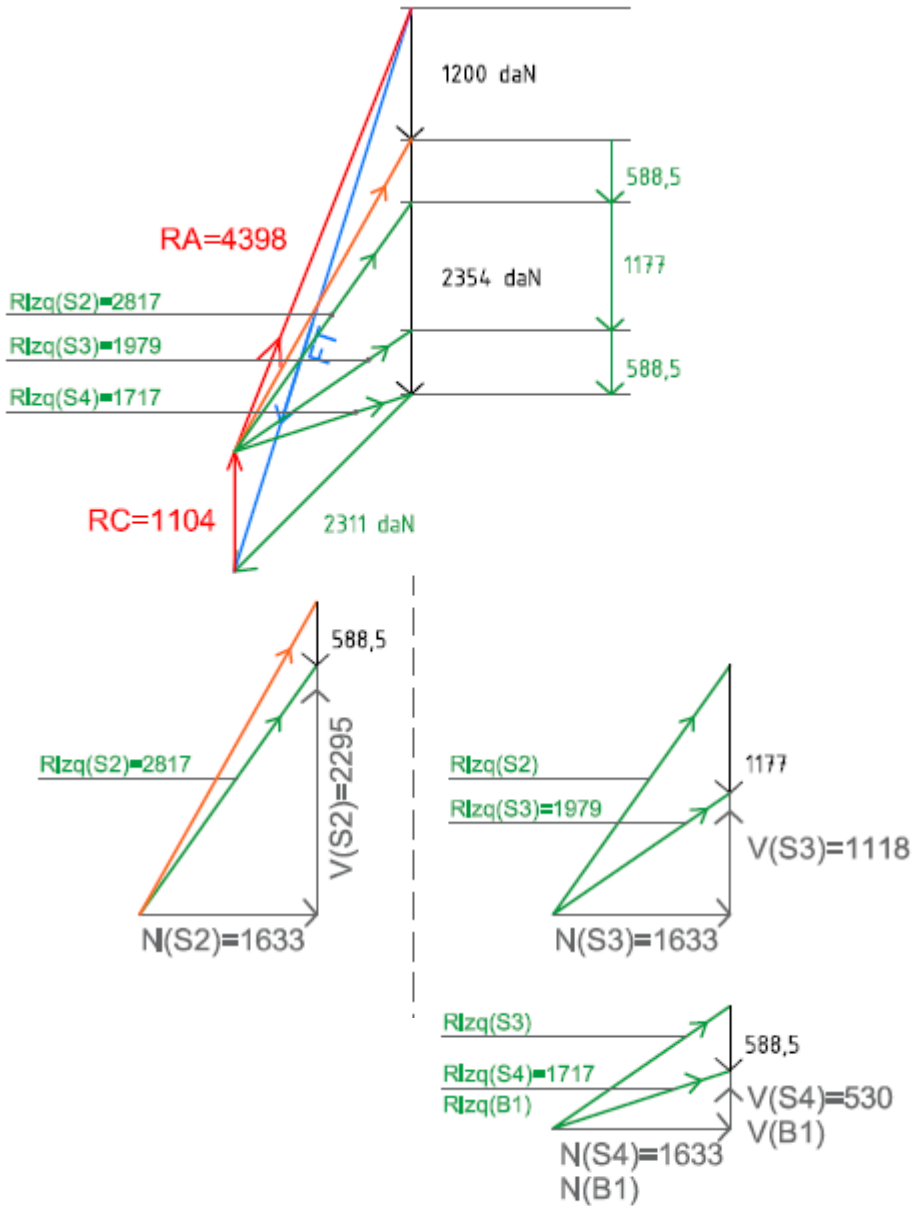 1200 daN
588,5
RA=4398
1177
2354 daN
RIzq(S2)=2817
RIzq(S3)=1979
FT
588,5
RIzq(S4)=1717
RC=1104
2311 daN
588,5
RIzq(S2)=2817
V(S2)=2295
N(S2)=1633
RIzq(S2)
1177
RIzq(S3)=1979
V(S3)=1118
N(S3)=1633
RIzq(S3)
588,5
RIzq(S4)=1717
RIzq(B1)
V(S4)=530
V(B1)
N(S4)=1633
N(B1)